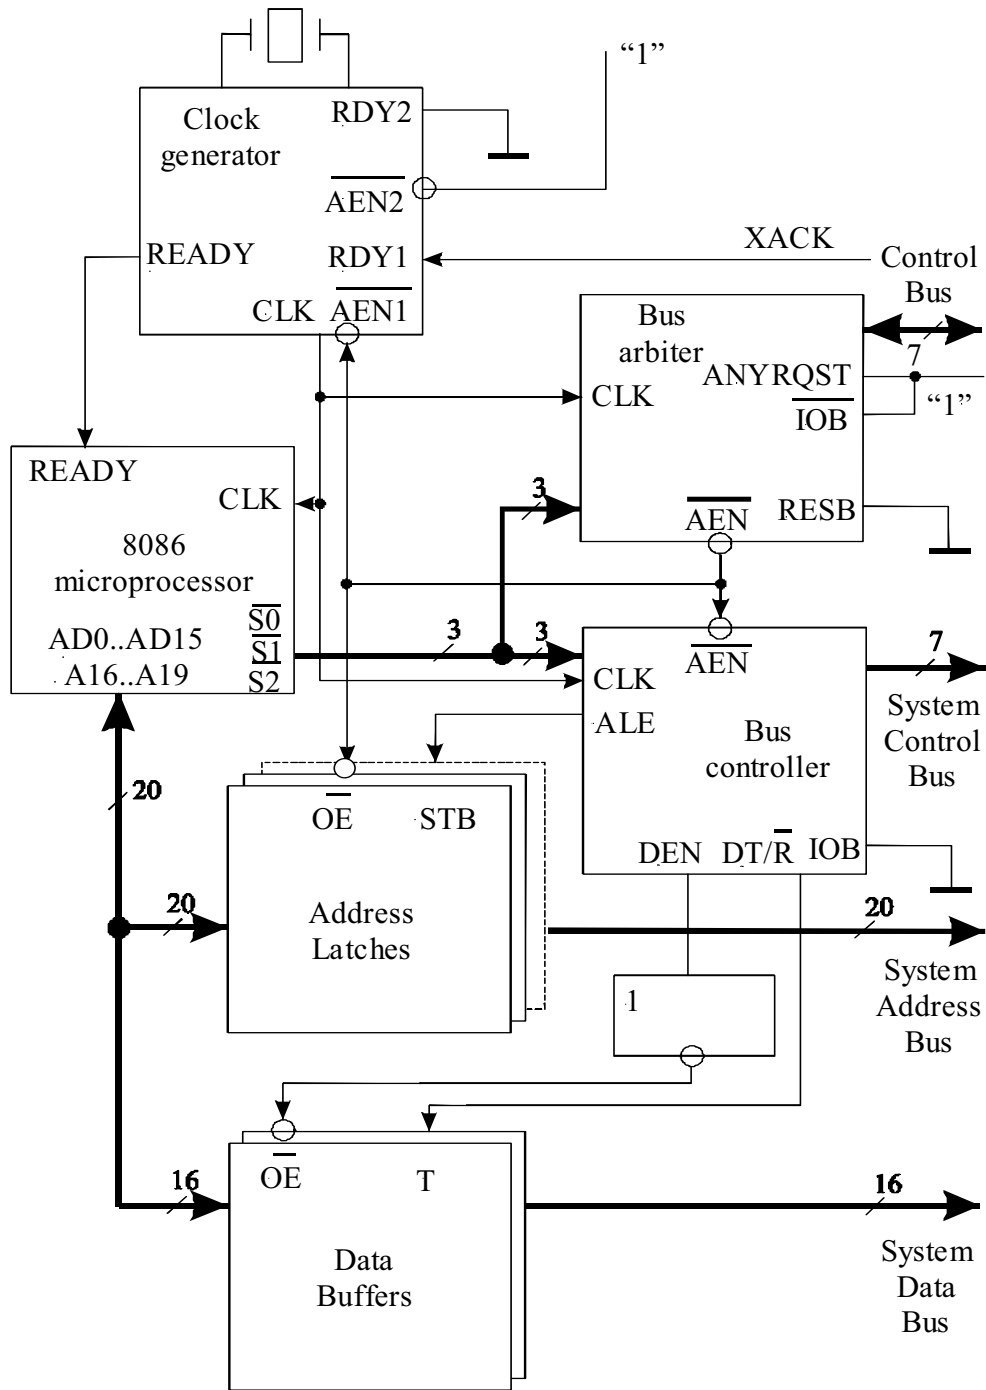 “1”
Clock
generator
RDY2
AEN2
READY
RDY1
XACK
CLK
AEN1
Control
Bus
7
Bus
arbiter
ANYRQST
CLK
IOB
“1”
READY
CLK
3
AEN
RESB
8086
microprocessor
S0
S1
S2
AD0..AD15
A16..A19
3
3
AEN
7
CLK
ALE
Bus
controller
System
Control
Bus
20
OE
STB
DEN
DT/R
IOB
20
Address
Latches
20
System
Address
Bus
1
OE
T
16
16
Data
Buffers
System
Data
Bus